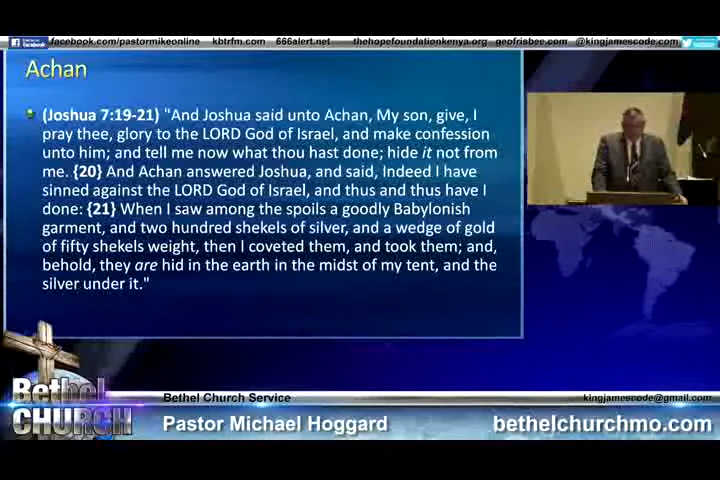 facebook.com/pastormikeonline kbtrfm.com 666alert.net thehopefoundationkenya.org geofrisbee.com @kingjamescode.com
Achan
(Joshua 7:19-21) "And Joshua said unto Achan, My son, give, I
pray thee, glory to the LORD God of Israel, and make confession
unto him; and tell me now what thou hast done; hide it not from
me. {20} And Achan answered Joshua, and said, Indeed I have
sinned against the LORD God of Israel, and thus and thus have I
done: {21} When I saw among the spoils a goodly Babylonish
garment, and two hundred shekels of silver, and a wedge of gold
of fifty shekels weight, then I coveted them, and took them; and,
behold, they are hid in the earth in the midst of my tent, and the
silver under it."
Bethel
CHURCH
Bethel Church Service
kingjamescode@gmail.com
Pastor Michael Hoggard
bethelchurchmo.com